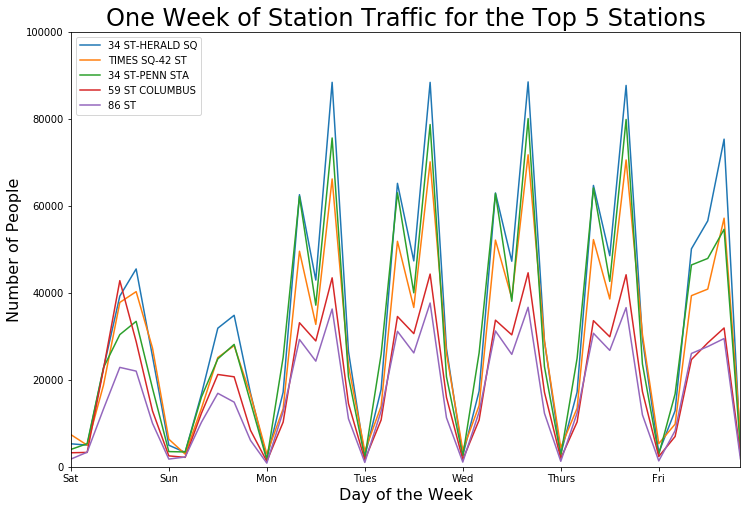 One Week of Station Traffic for the Top 5 Stations
100000
80000
60000
40000
20000
0
Number of People
34 ST-HERALD SQ
TIMES SQ-42 ST
34 ST-PENN STA
59 ST COLUMBUS
86 ST
Sat Sun Mon Tues Wed Thurs Fri
Day of the Week